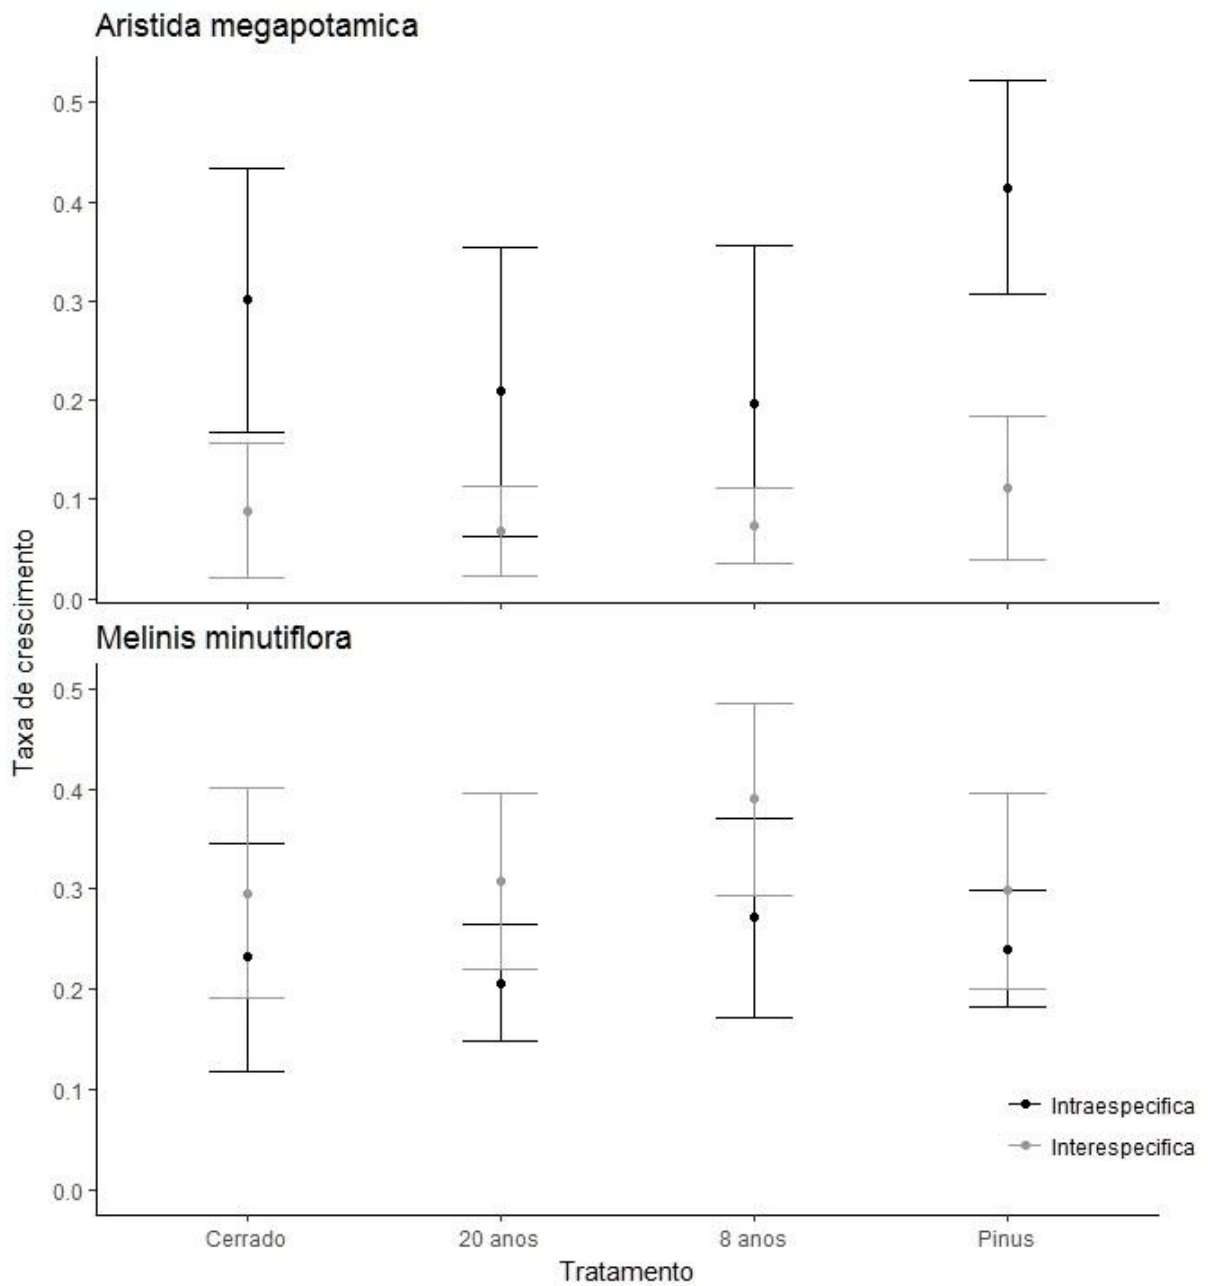 Aristida megapotamica
0.5
0.4
0.3
0.2
0.1
0.0
Taxa de crescimento
Melinis minutiflora
0.5
0.4
0.3
0.2
0.1
0.0
Intraespecifica
Interespecifica
Cerrado
20 anos
8 anos
Pinus
Tratamento